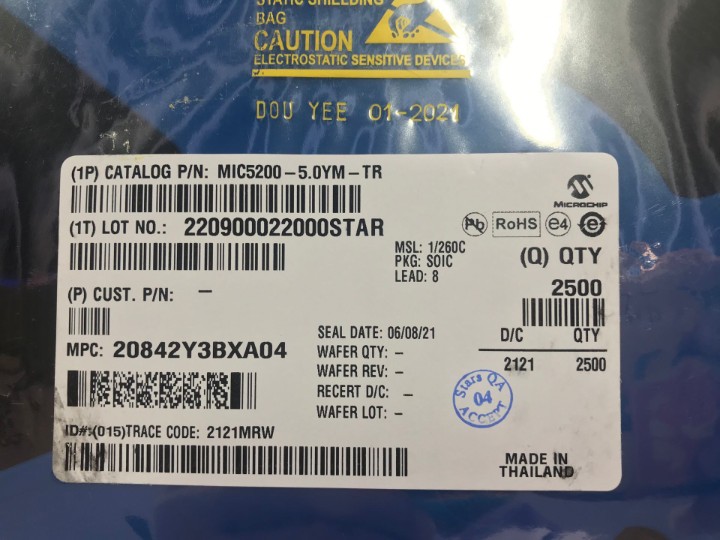 STATIC SHIELDING
BAG
CAUTION
ELECTROSTATIC SENSITIVE DEVICES
DOU YEE 01-2021
(1P) CATALOG P/N: MIC5200-5.0YM-TR
MICROCHIP
(1T) LOT NO.: 220900022000STAR
Pb RoHS e4 e
MSL: 1/260C
PKG: SOIC
LEAD: 8
(Q) QTY
2500
(P) CUST. P/N: –
MPC: 20842Y3BXA04
SEAL DATE: 06/08/21
WAFER QTY: –
WAFER REV: –
RECERT D/C: –
WAFER LOT: –
D/C QTY
2121 2500
Stars QA
04
ACCEPT
ID#:(015)TRACE CODE: 2121MRW
MADE IN
THAILAND